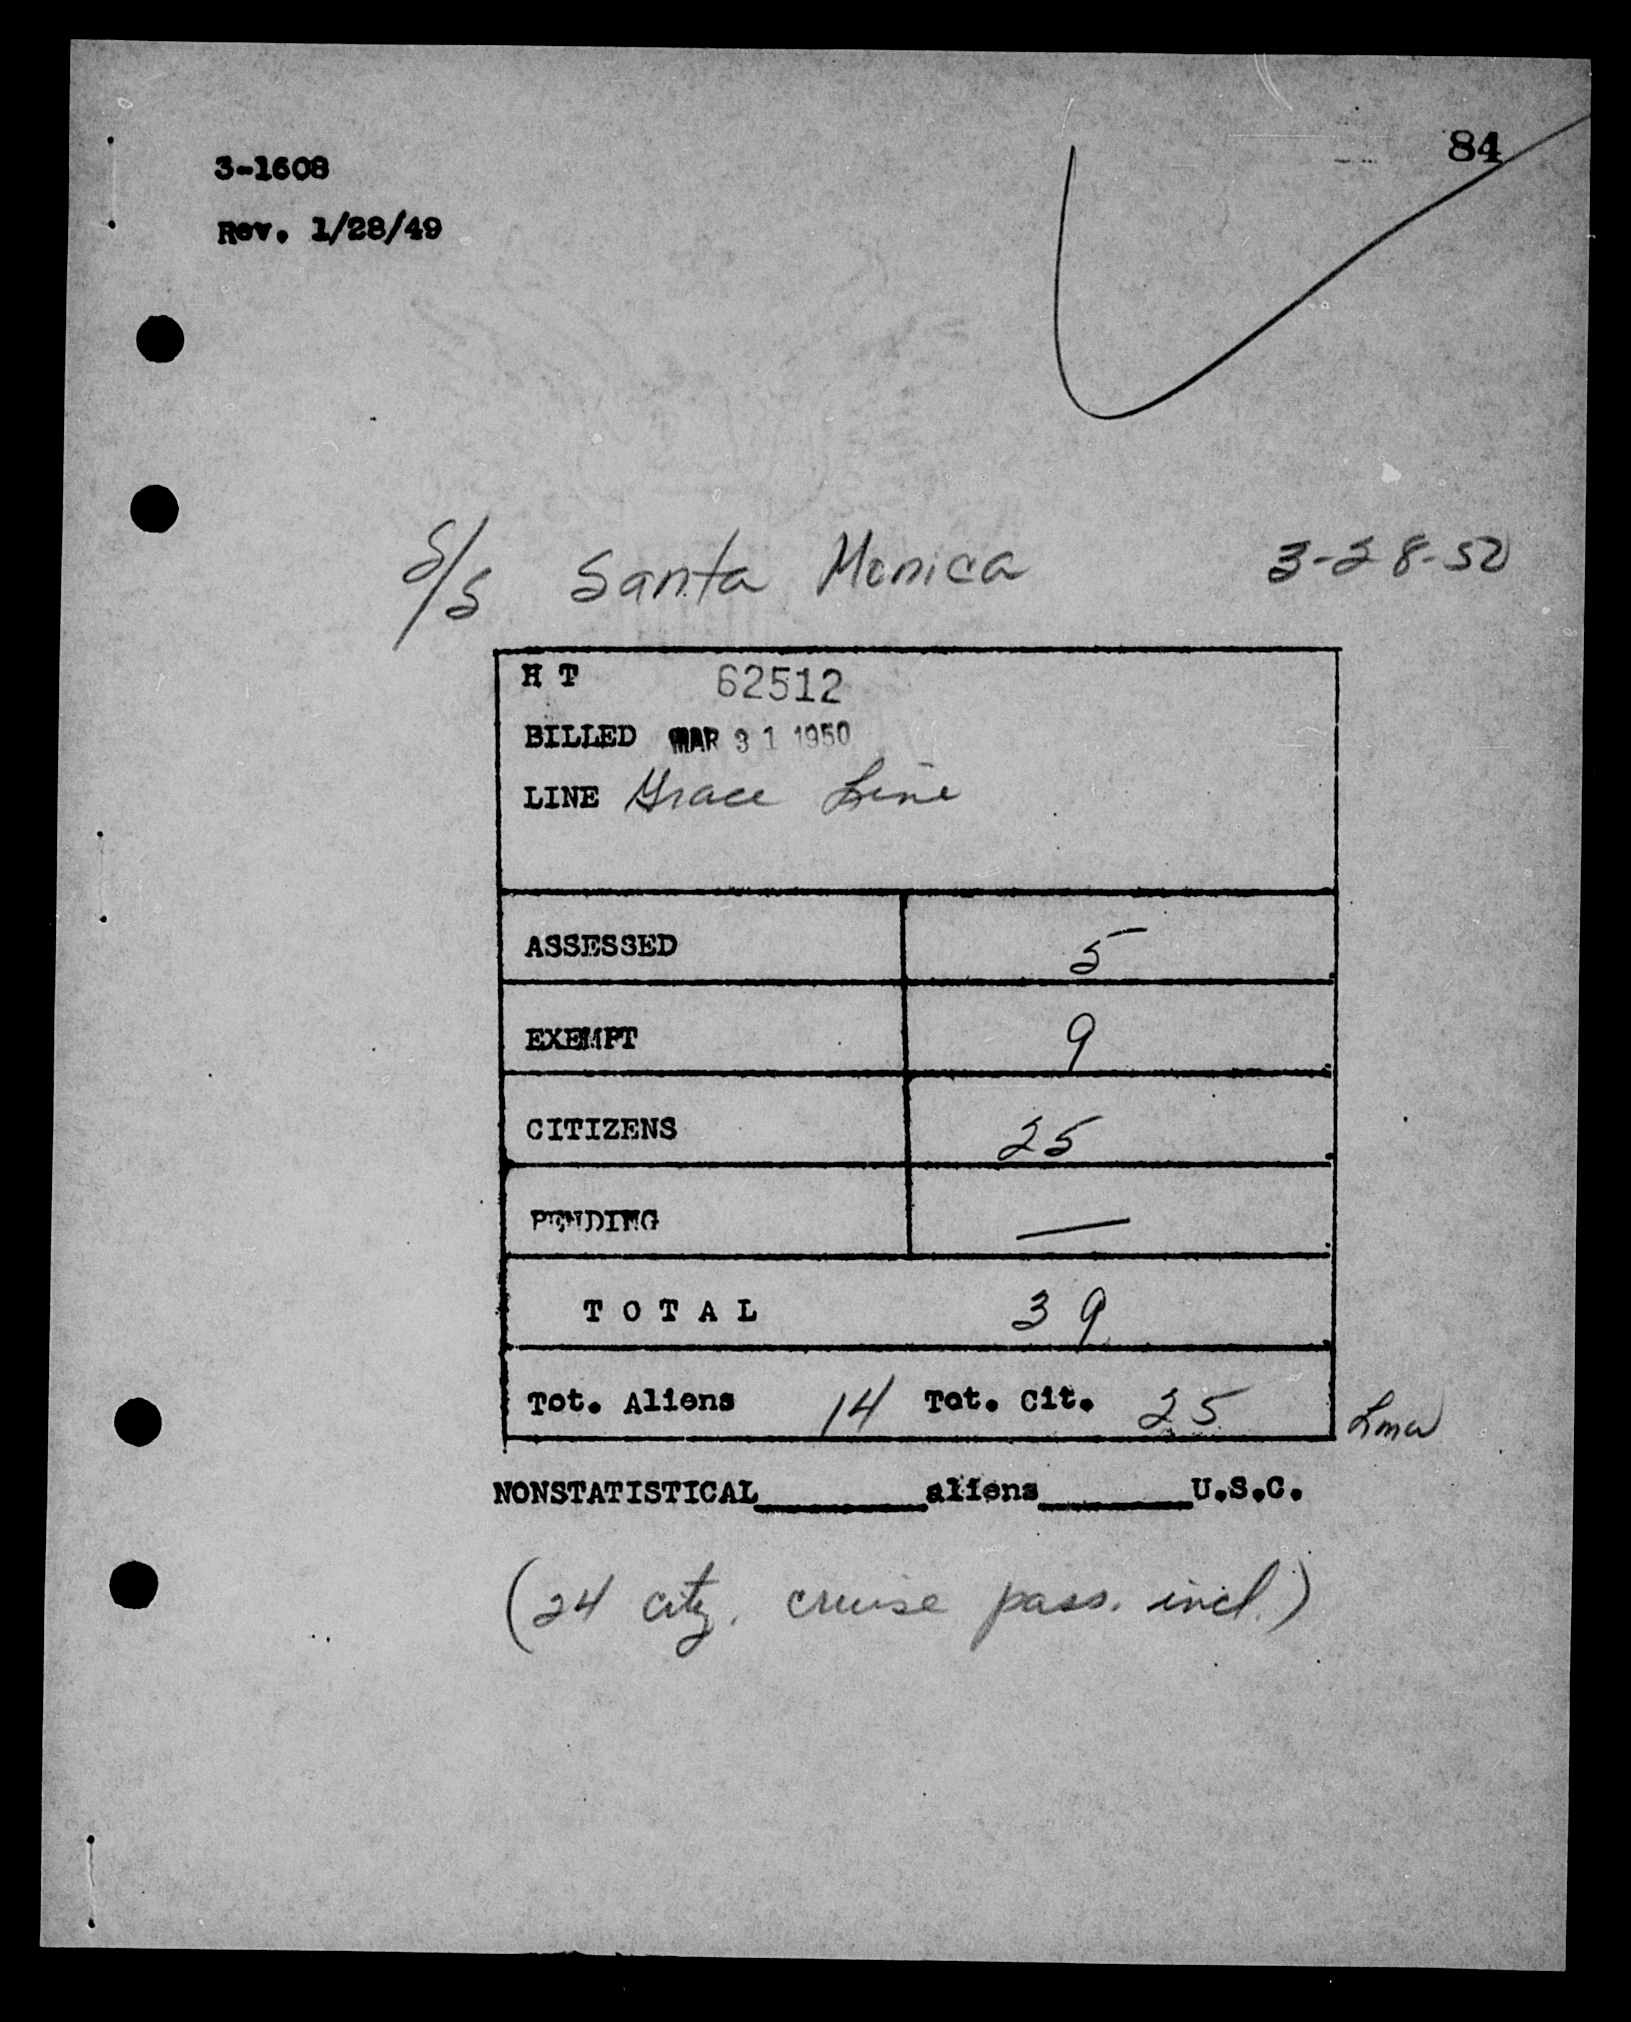 84
3-1608
Rev. 1/28/49
S/S Santa Monica 3-28-50
H T 62512
BILLED MAR 31 1950
LINE Grace Line
ASSESSED 5
EXEMPT 9
CITIZENS 25
PENDING —
TOTAL 39
Tot. Aliens 14 Tot. Cit. 25
NONSTATISTICAL________aliens________U.S.C.
(24 citz. cruise pass. incl.)